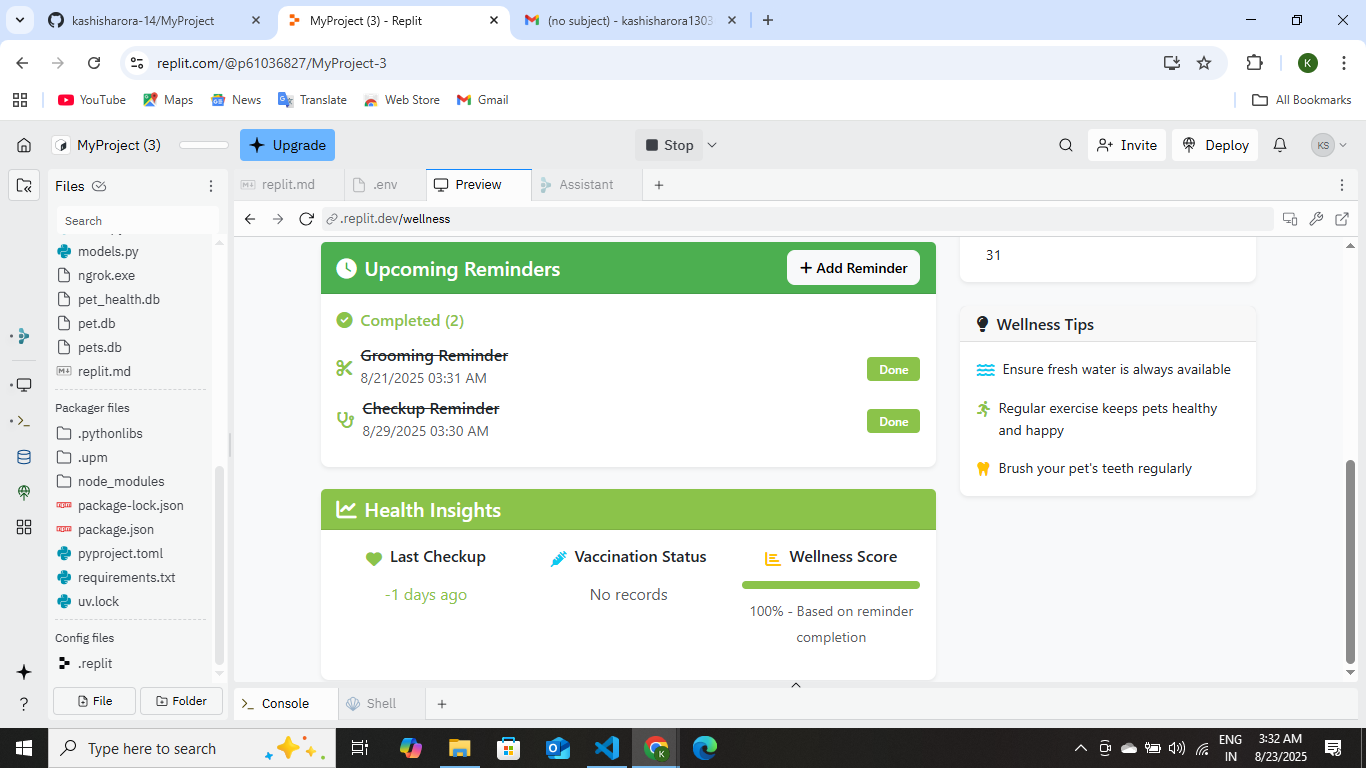 kashisharora-14/MyProject
MyProject (3) - Replit
(no subject) - kashisharora1303
replit.com/@p61036827/MyProject-3
K
YouTube
Maps
News
Translate
Web Store
Gmail
All Bookmarks
MyProject (3)
Upgrade
Stop
Invite
Deploy
KS
Files
replit.md
.env
Preview
Assistant
Search
.replit.dev/wellness
models.py
ngrok.exe
pet_health.db
pet.db
pets.db
replit.md
Packager files
.pythonlibs
.upm
node_modules
package-lock.json
package.json
pyproject.toml
requirements.txt
uv.lock
Config files
.replit
File
Folder
Upcoming Reminders
Add Reminder
Completed (2)
Grooming Reminder
8/21/2025 03:31 AM
Done
Checkup Reminder
8/29/2025 03:30 AM
Done
Health Insights
Last Checkup
-1 days ago
Vaccination Status
No records
Wellness Score
100% - Based on reminder
completion
31
Wellness Tips
Ensure fresh water is always available
Regular exercise keeps pets healthy
and happy
Brush your pet's teeth regularly
Console
Shell
Type here to search
ENG
IN
3:32 AM
8/23/2025